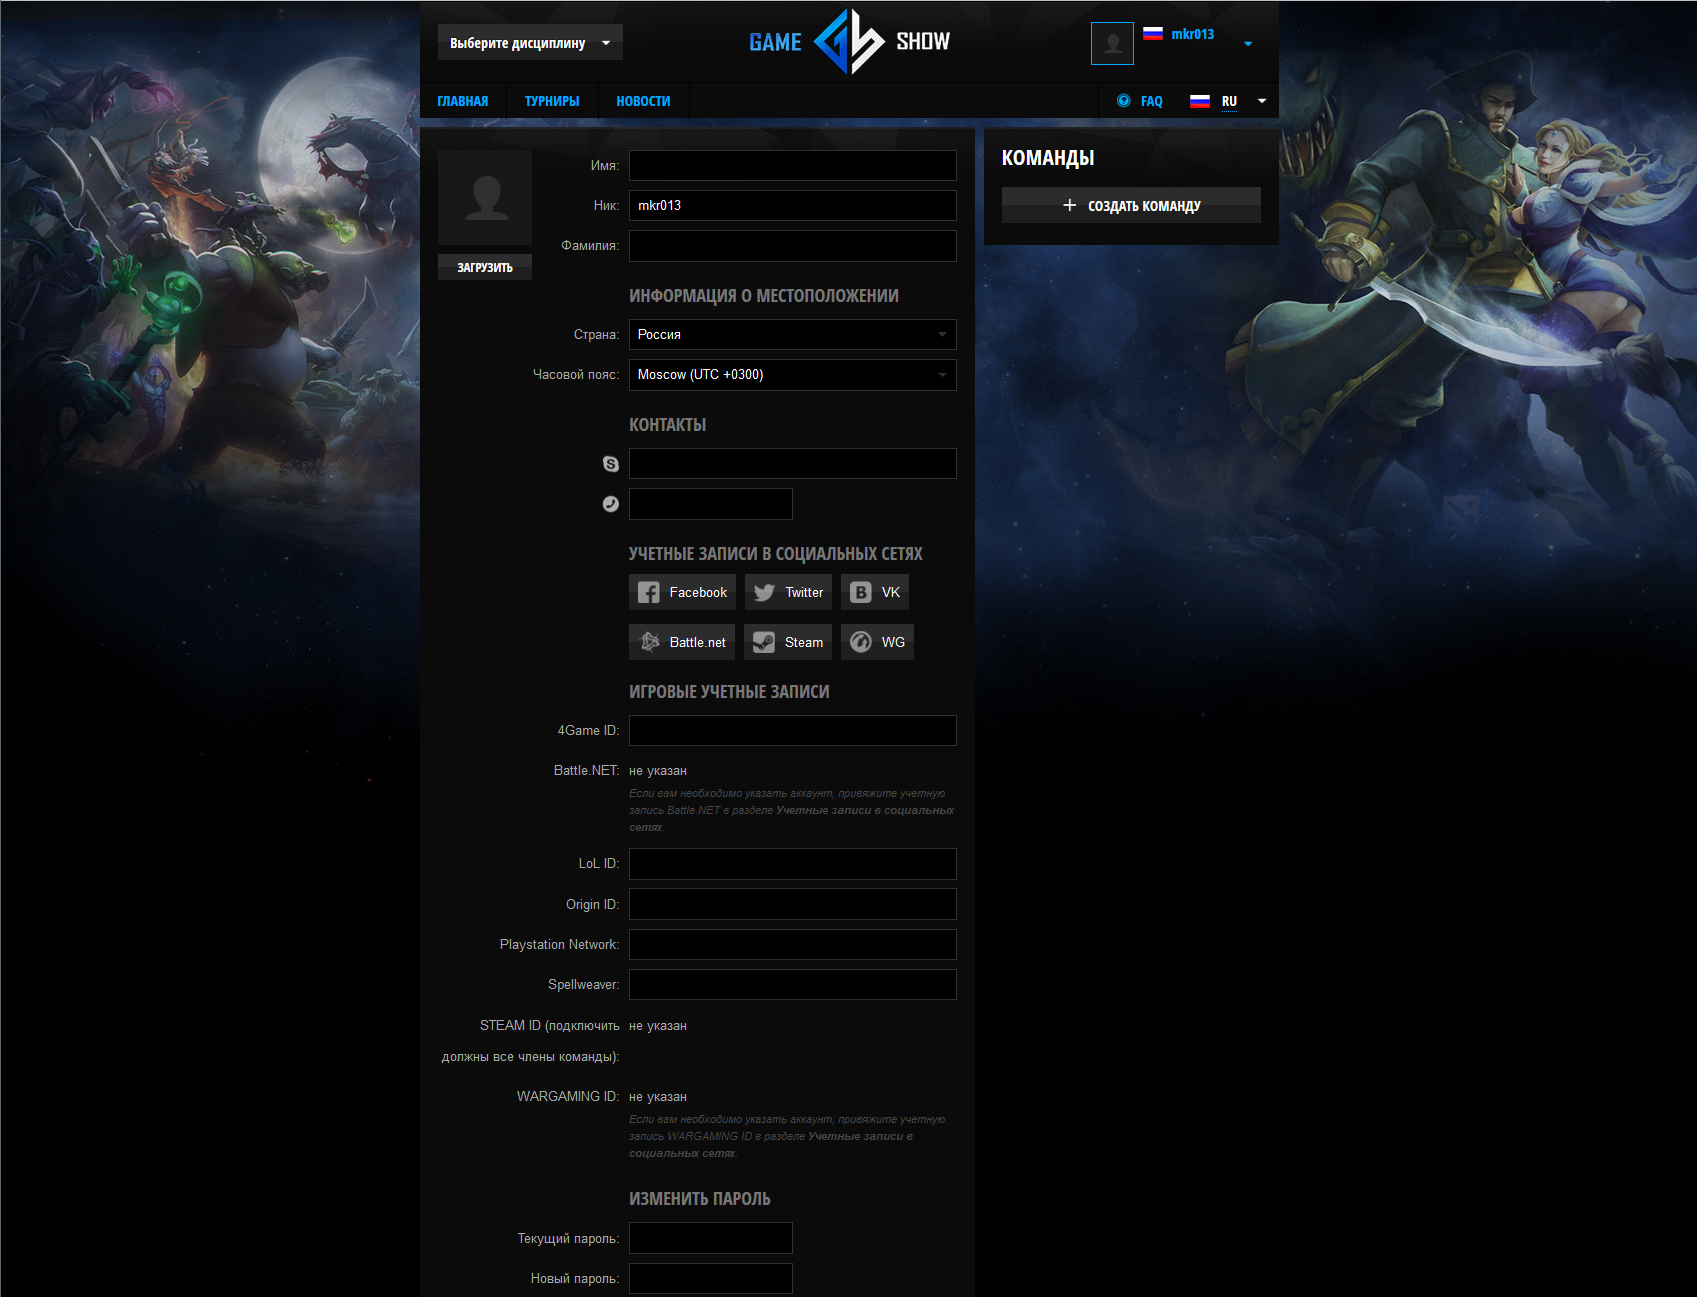 Выберите дисциплину
GAME SHOW
mkr013
ГЛАВНАЯ ТУРНИРЫ НОВОСТИ
FAQ RU
Имя:
Ник: mkr013
Фамилия:
ЗАГРУЗИТЬ
ИНФОРМАЦИЯ О МЕСТОПОЛОЖЕНИИ
Страна: Россия
Часовой пояс: Moscow (UTC +0300)
КОНТАКТЫ
УЧЕТНЫЕ ЗАПИСИ В СОЦИАЛЬНЫХ СЕТЯХ
Facebook Twitter VK
Battle.net Steam WG
ИГРОВЫЕ УЧЕТНЫЕ ЗАПИСИ
4Game ID:
Battle.NET: не указан
Если вам необходимо указать аккаунт, привяжите учетную
запись Battle.NET в разделе Учетные записи в социальных
сетях.
LoL ID:
Origin ID:
Playstation Network:
Spellweaver:
STEAM ID (подключить не указан
должны все члены команды):
WARGAMING ID: не указан
Если вам необходимо указать аккаунт, привяжите учетную
запись WARGAMING ID в разделе Учетные записи в
социальных сетях.
ИЗМЕНИТЬ ПАРОЛЬ
Текущий пароль:
Новый пароль:
КОМАНДЫ
+ СОЗДАТЬ КОМАНДУ